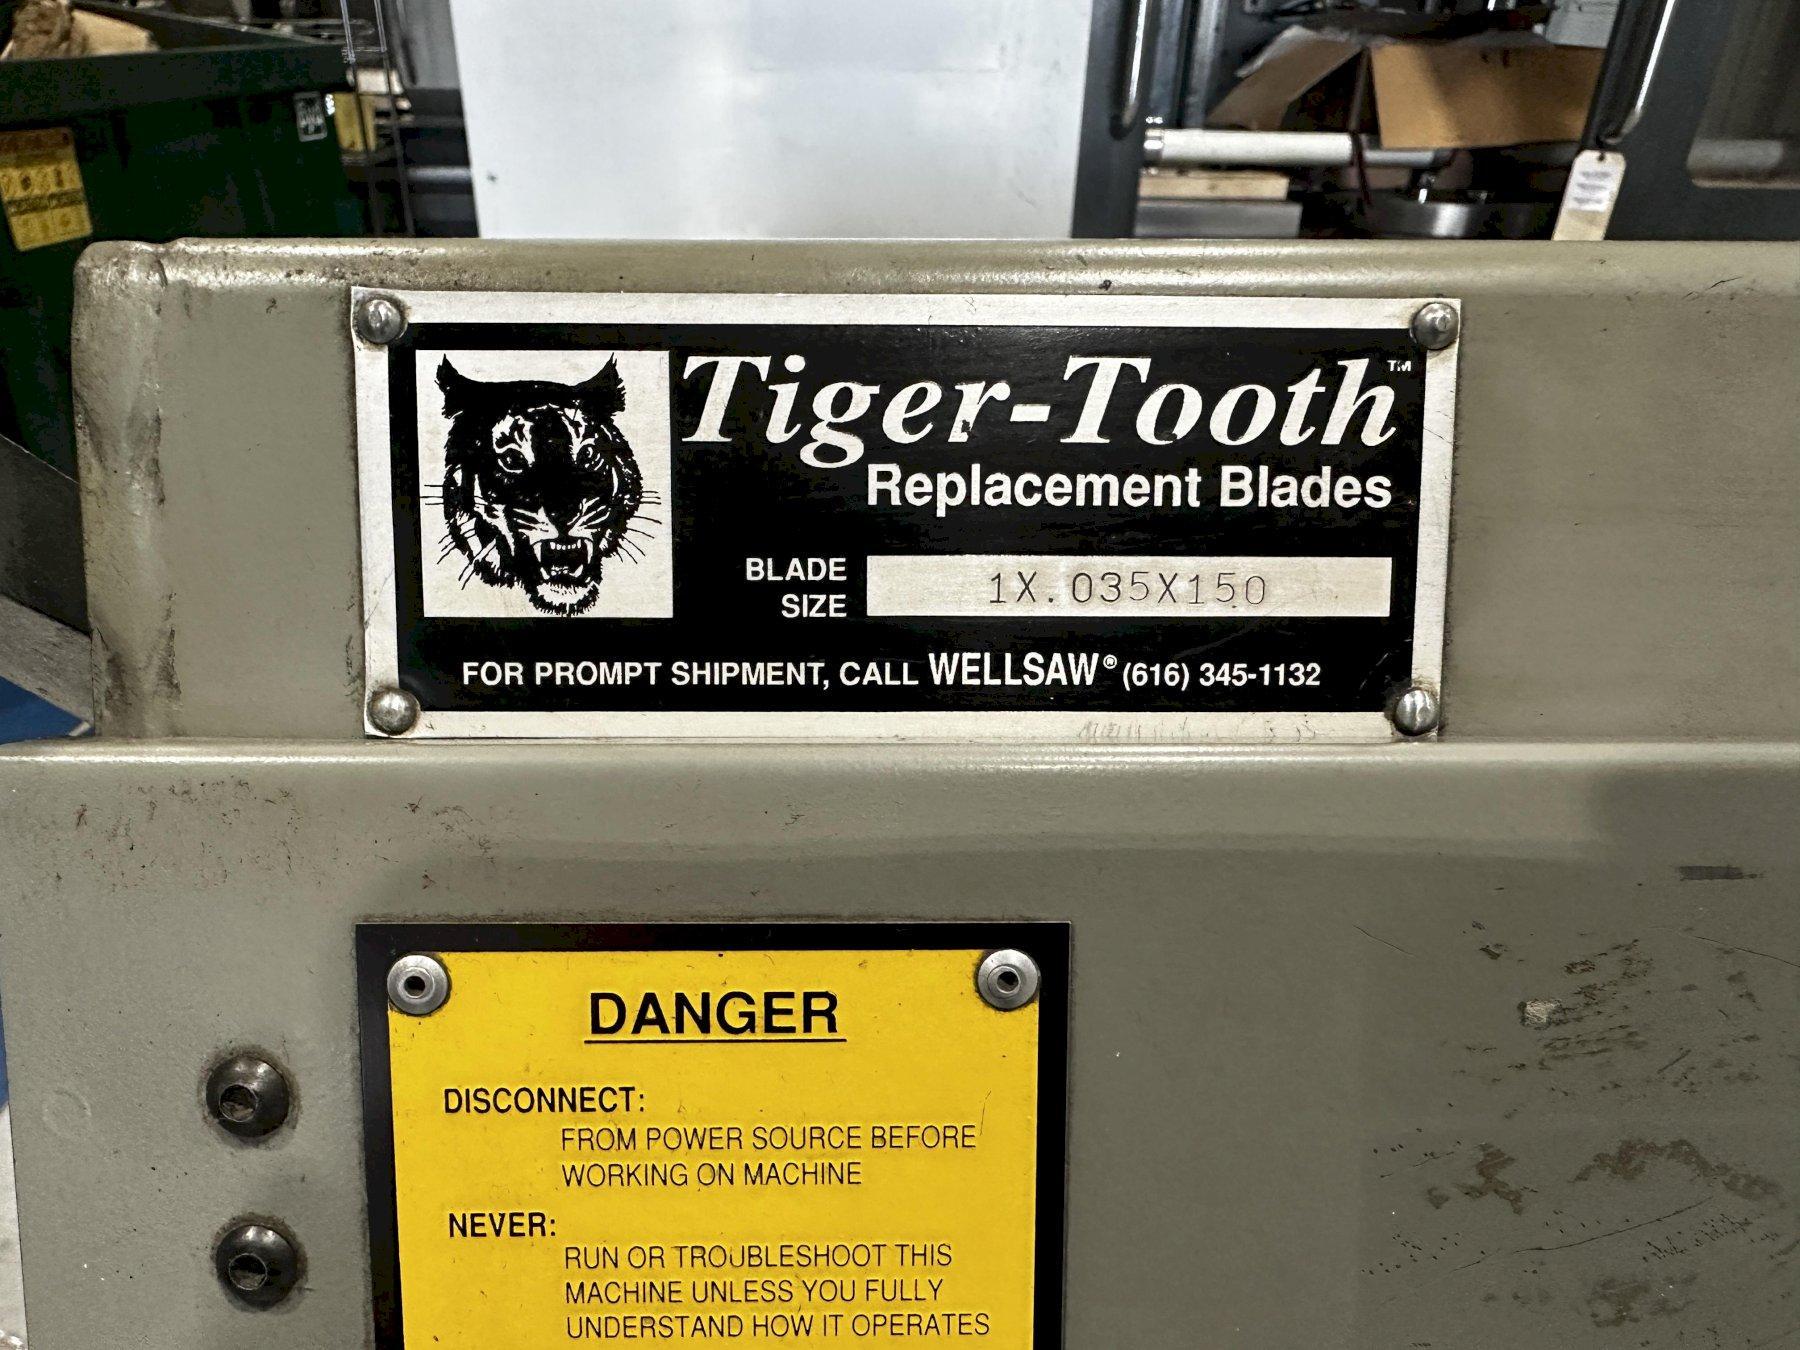 Tiger-Tooth™
Replacement Blades
BLADE
SIZE
1X.035X150
FOR PROMPT SHIPMENT, CALL WELLSAW® (616) 345-1132
DANGER
DISCONNECT:
FROM POWER SOURCE BEFORE
WORKING ON MACHINE
NEVER:
RUN OR TROUBLESHOOT THIS
MACHINE UNLESS YOU FULLY
UNDERSTAND HOW IT OPERATES